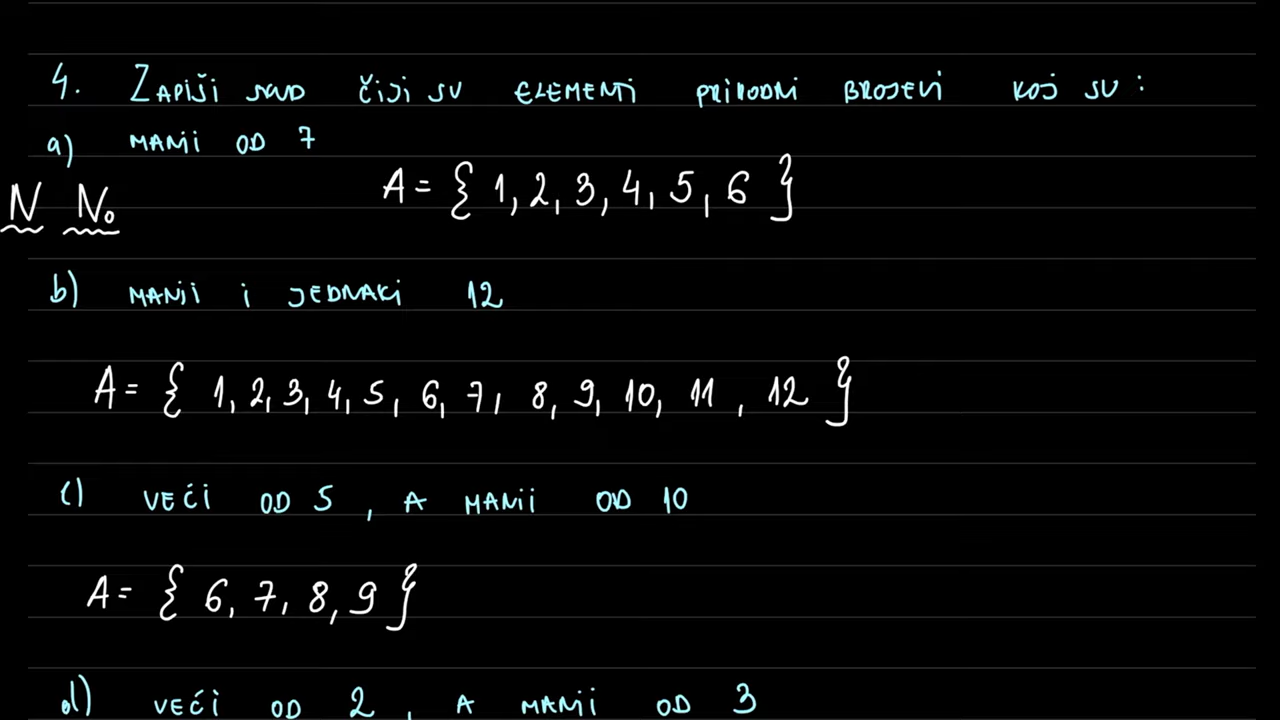 4. ZAPIŠI SKUP ČIJI SU ELEMENTI PRIRODNI BROJEVI KOJ SU :
a) MANJI OD 7
A = { 1, 2, 3, 4, 5, 6 }
N N₀
b) MANJI I JEDNAKI 12
A = { 1, 2, 3, 4, 5, 6, 7, 8, 9, 10, 11, 12 }
c) VEĆI OD 5, A MANJI OD 10
A = { 6, 7, 8, 9 }
d) VEĆI OD 2, A MANJI OD 3